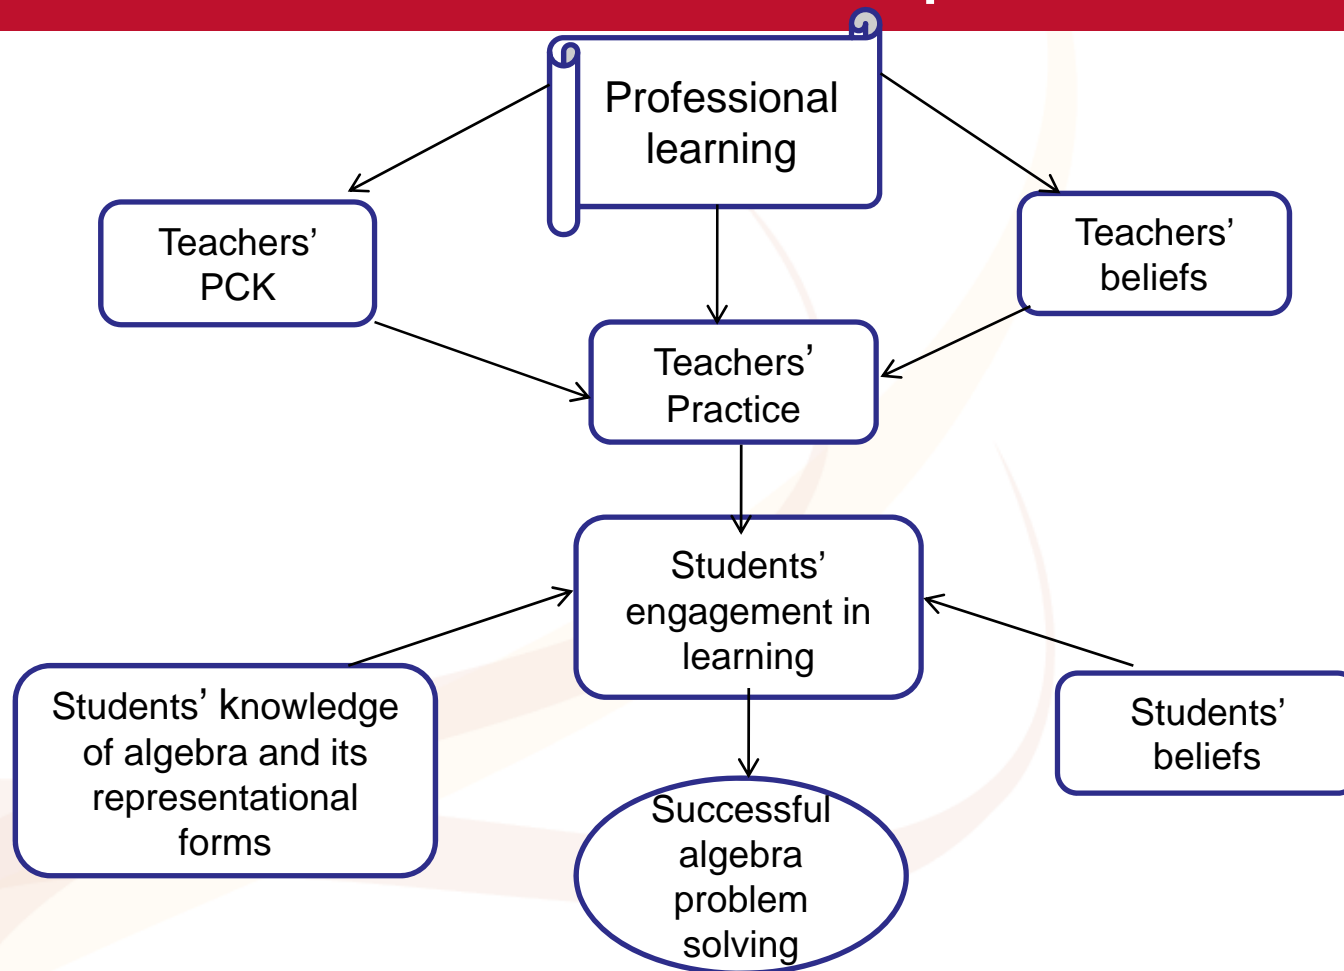 Professional
learning
Teachers’
PCK
Teachers’
beliefs
Teachers’
Practice
Students’
engagement in
learning
Students’ knowledge
of algebra and its
representational
forms
Students’
beliefs
Successful
algebra
problem
solving